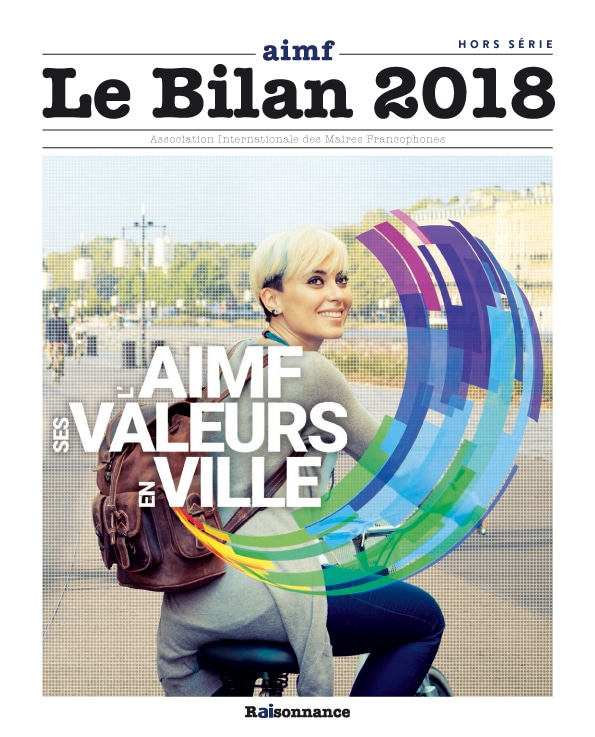 aimf
HORS SÉRIE
Le Bilan 2018
Association Internationale des Maires Francophones
L'AIMF
SES VALEURS
EN VILLE
Raisonnance